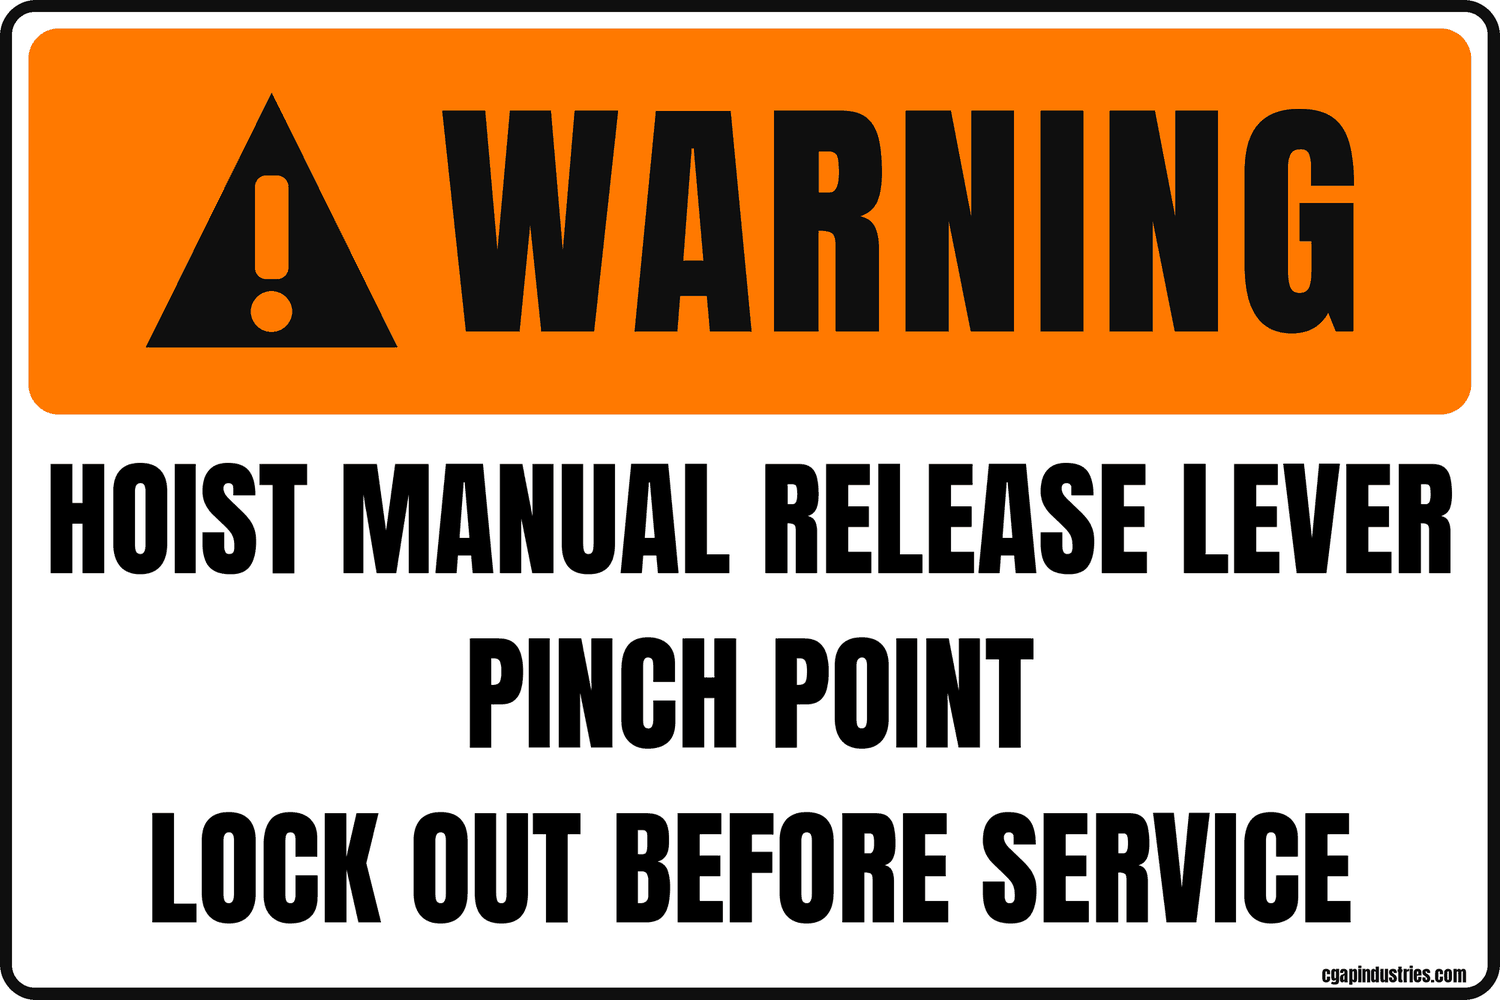 WARNING
HOIST MANUAL RELEASE LEVER
PINCH POINT
LOCK OUT BEFORE SERVICE
cgapindustries.com